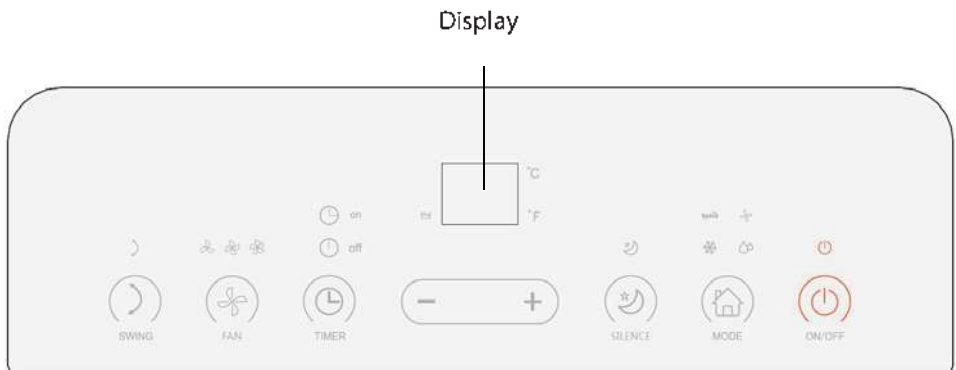 Display
°C
°F
on
off
− +
SWING
FAN
TIMER
SILENCE
MODE
ON/OFF